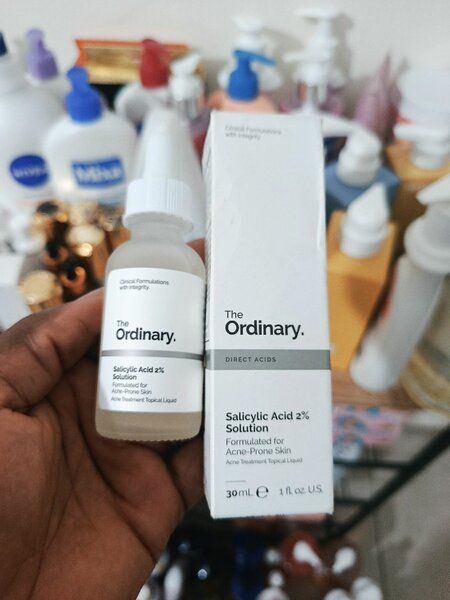 NIVEA
Mixa
Clinical Formulations
with Integrity.
The
Ordinary.
Salicylic Acid 2%
Solution
Formulated for
Acne-Prone Skin
Acne Treatment Topical Liquid
Clinical Formulations
with Integrity.
The
Ordinary.
DIRECT ACIDS
Salicylic Acid 2%
Solution
Formulated for
Acne-Prone Skin
Acne Treatment Topical Liquid
30mL ℮ 1 fl. oz. U.S.